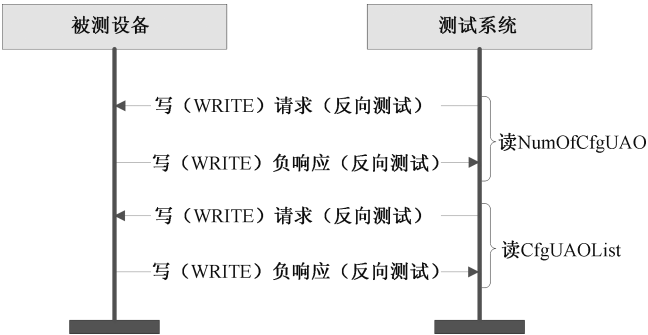 被测设备
测试系统
写（WRITE）请求（反向测试）
写（WRITE）负响应（反向测试）
读NumOfCfgUAO
写（WRITE）请求（反向测试）
写（WRITE）负响应（反向测试）
读CfgUAOList